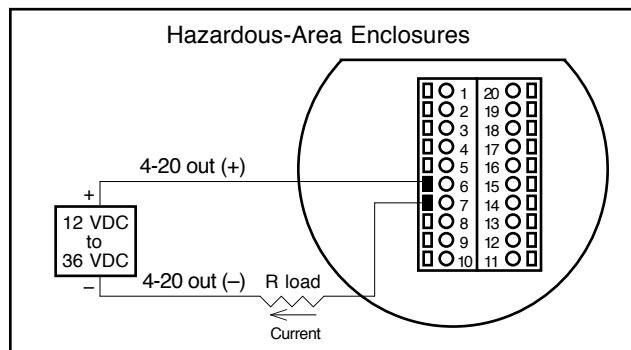 Hazardous-Area Enclosures
4-20 out (+)
+
12 VDC
to
36 VDC
–
4-20 out (–)
R load
Current
1 20
2 19
3 18
4 17
5 16
6 15
7 14
8 13
9 12
10 11